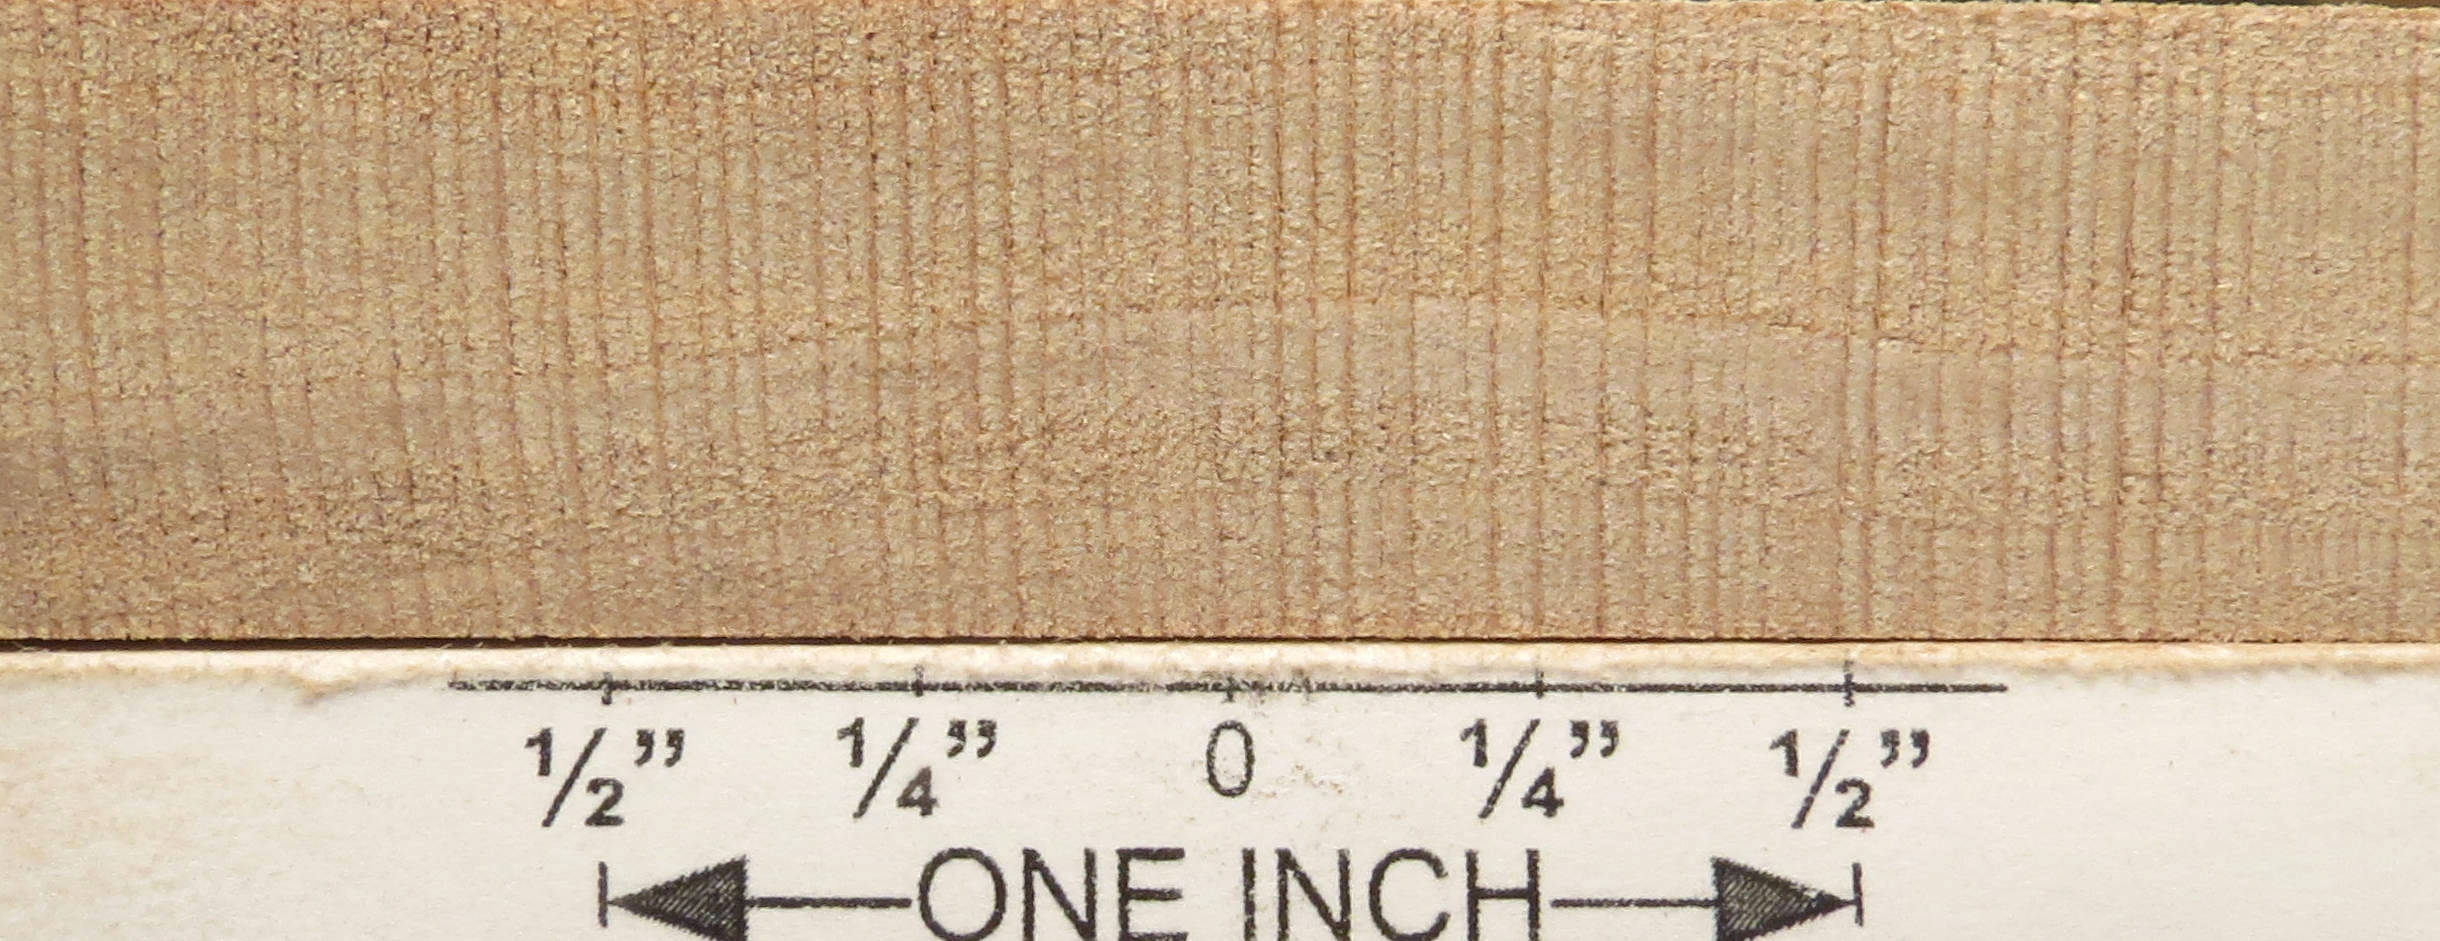 1/2” 1/4” 0 1/4” 1/2”
ONE INCH